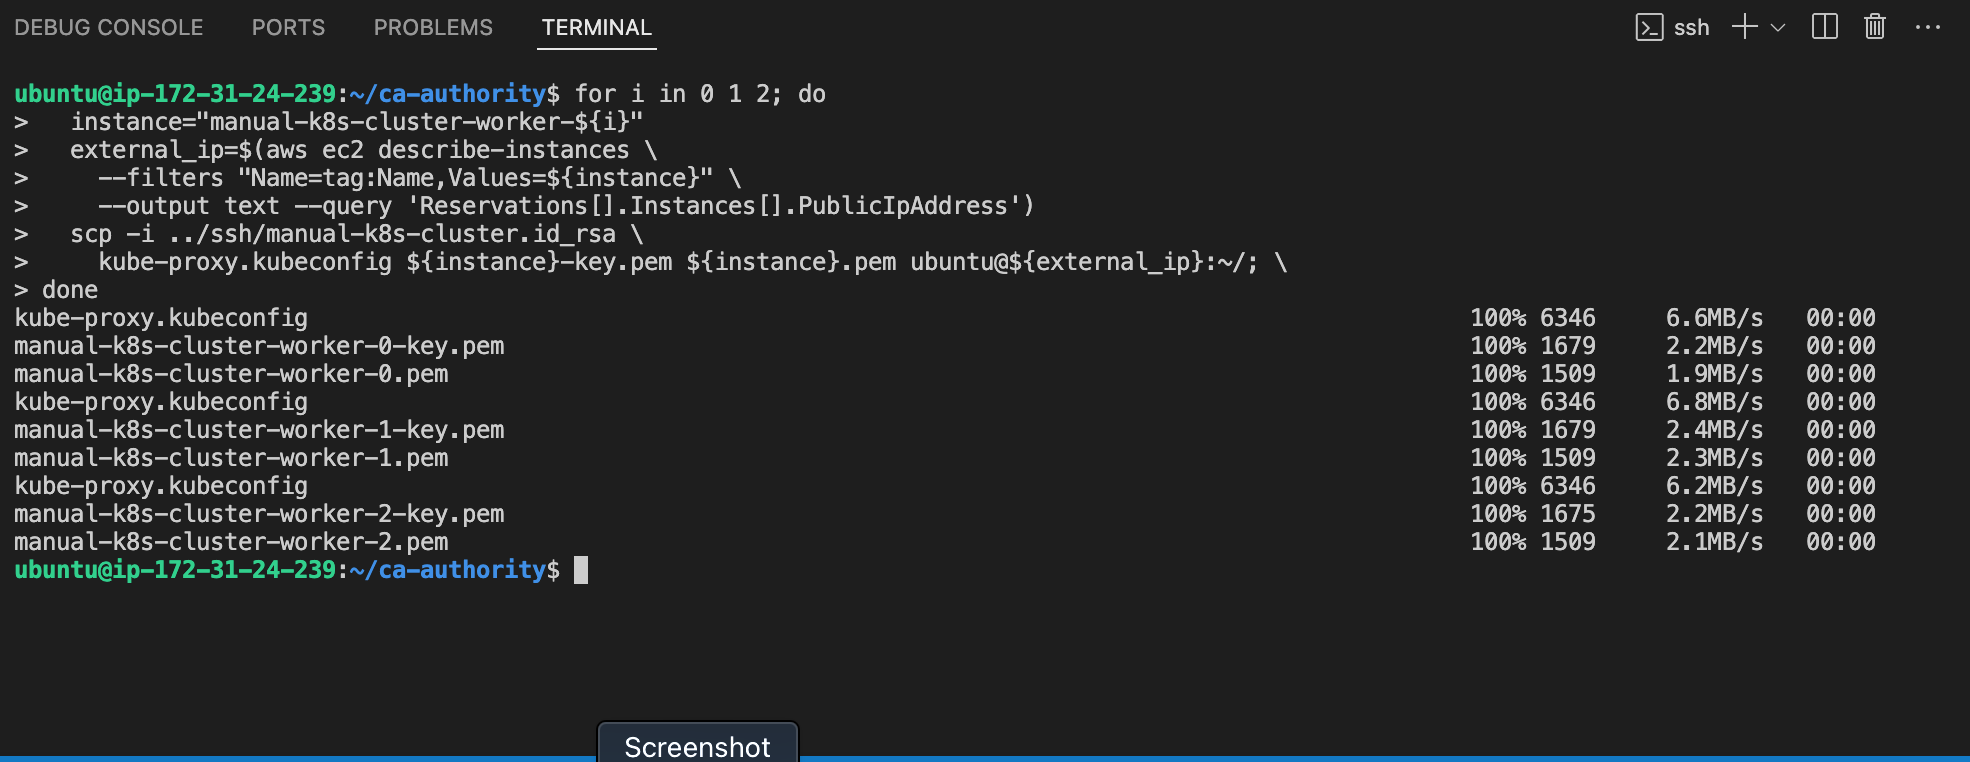 DEBUG CONSOLE PORTS PROBLEMS TERMINAL ssh
ubuntu@ip-172-31-24-239:~/ca-authority$ for i in 0 1 2; do
>   instance="manual-k8s-cluster-worker-${i}"
>   external_ip=$(aws ec2 describe-instances \
>     --filters "Name=tag:Name,Values=${instance}" \
>     --output text --query 'Reservations[].Instances[].PublicIpAddress')
>   scp -i ../ssh/manual-k8s-cluster.id_rsa \
>     kube-proxy.kubeconfig ${instance}-key.pem ${instance}.pem ubuntu@${external_ip}:~/; \
> done
kube-proxy.kubeconfig 100% 6346 6.6MB/s 00:00
manual-k8s-cluster-worker-0-key.pem 100% 1679 2.2MB/s 00:00
manual-k8s-cluster-worker-0.pem 100% 1509 1.9MB/s 00:00
kube-proxy.kubeconfig 100% 6346 6.8MB/s 00:00
manual-k8s-cluster-worker-1-key.pem 100% 1679 2.4MB/s 00:00
manual-k8s-cluster-worker-1.pem 100% 1509 2.3MB/s 00:00
kube-proxy.kubeconfig 100% 6346 6.2MB/s 00:00
manual-k8s-cluster-worker-2-key.pem 100% 1675 2.2MB/s 00:00
manual-k8s-cluster-worker-2.pem 100% 1509 2.1MB/s 00:00
ubuntu@ip-172-31-24-239:~/ca-authority$
Screenshot